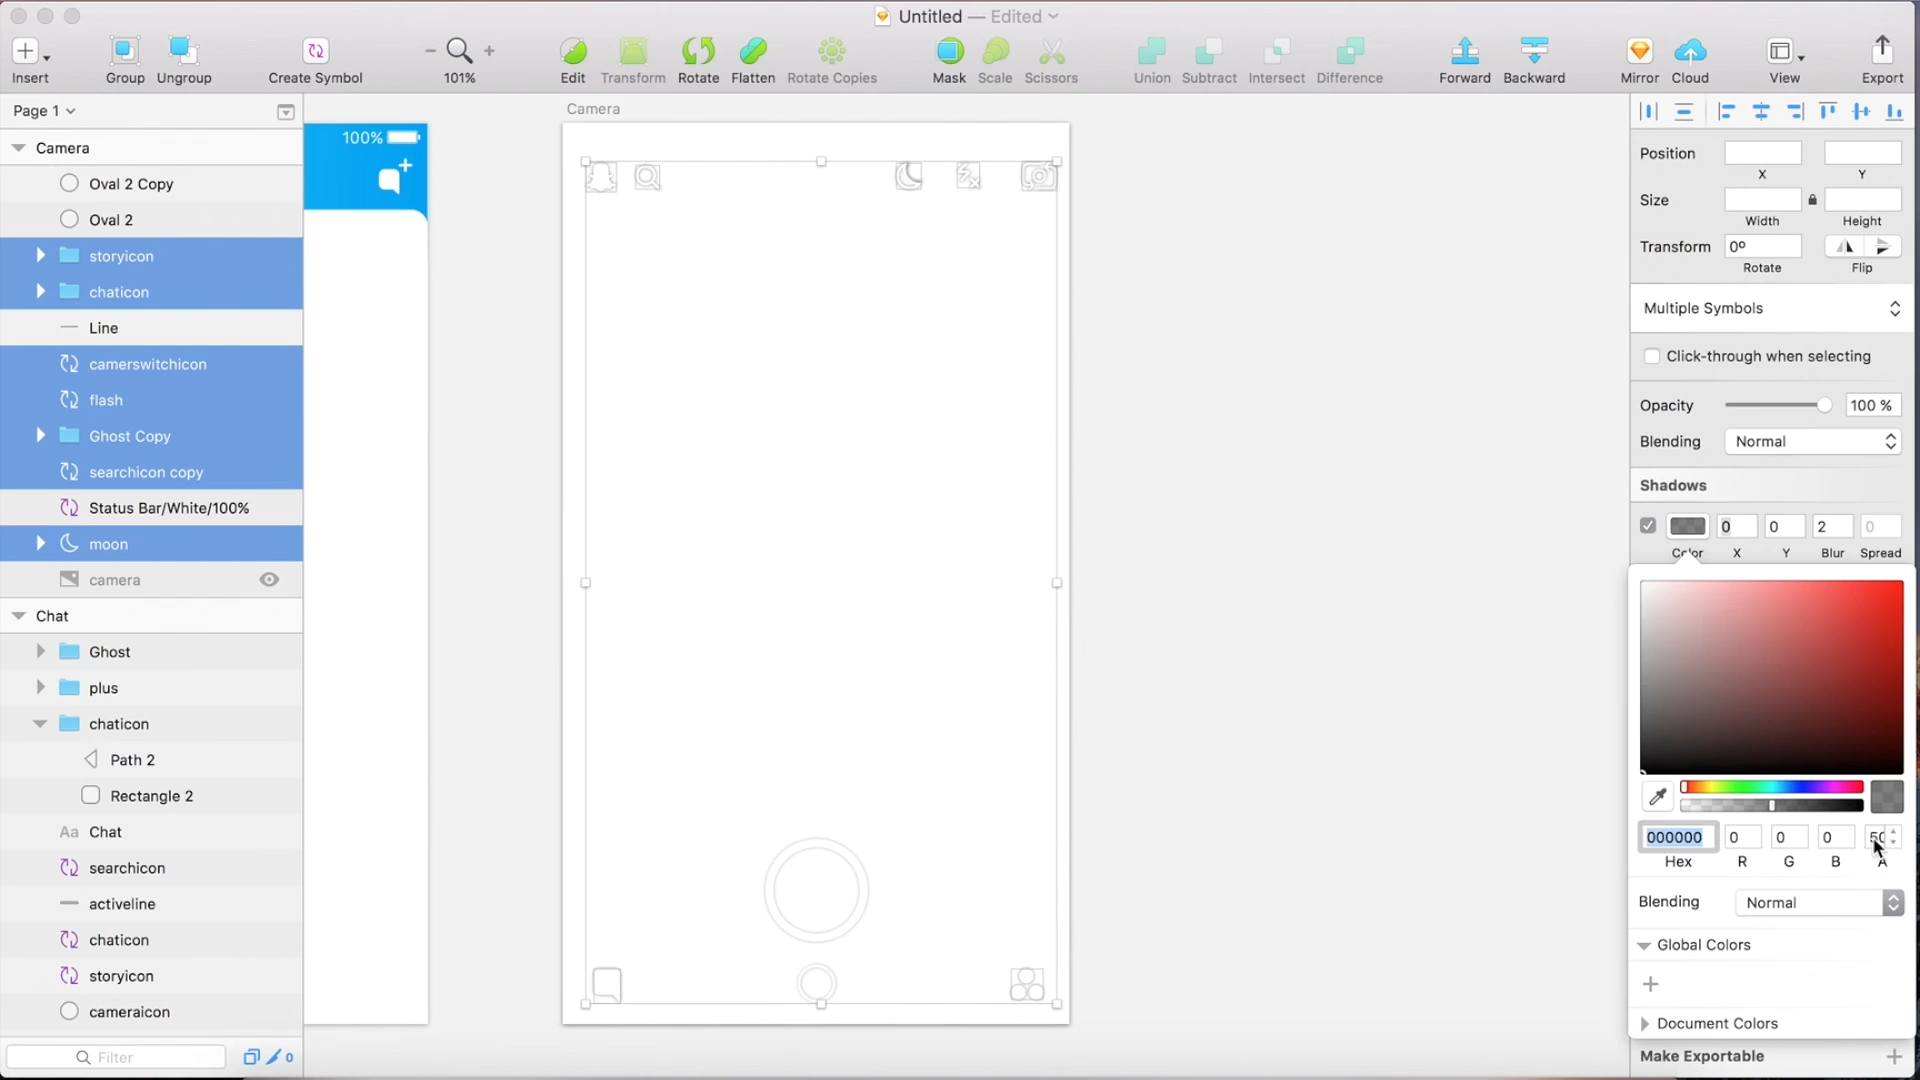 Untitled — Edited
Insert
Group
Ungroup
Create Symbol
101%
Edit
Transform
Rotate
Flatten
Rotate Copies
Mask
Scale
Scissors
Union
Subtract
Intersect
Difference
Forward
Backward
Mirror
Cloud
View
Export
Page 1
Camera
Oval 2 Copy
Oval 2
storyicon
chaticon
Line
camerswitchicon
flash
Ghost Copy
searchicon copy
Status Bar/White/100%
moon
camera
Chat
Ghost
plus
chaticon
Path 2
Rectangle 2
Aa Chat
searchicon
activeline
chaticon
storyicon
cameraicon
Filter
0
100%
Camera
Position
X Y
Size
Width Height
Transform 0º
Rotate Flip
Multiple Symbols
Click-through when selecting
Opacity 100 %
Blending Normal
Shadows
0 0 2 0
Color X Y Blur Spread
000000 0 0 0 50
Hex R G B A
Blending Normal
Global Colors
Document Colors
Make Exportable